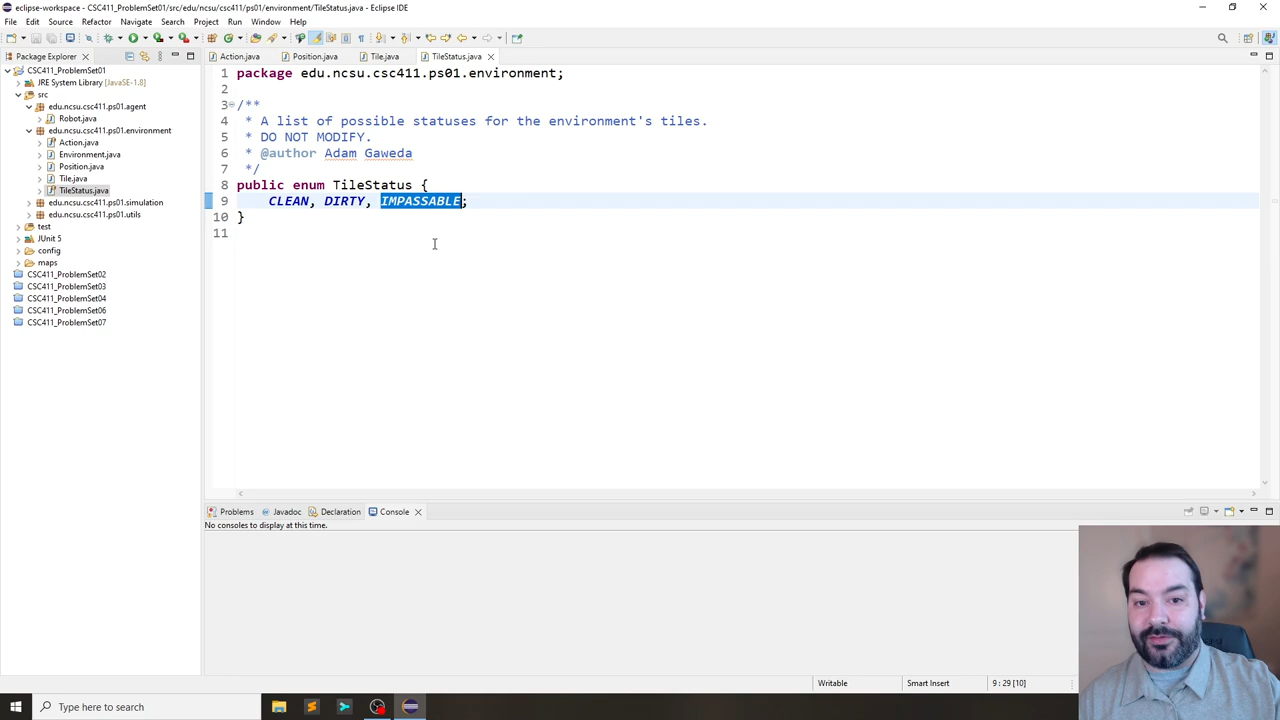 eclipse-workspace - CSC411_ProblemSet01/src/edu/ncsu/csc411/ps01/environment/TileStatus.java - Eclipse IDE
File Edit Source Refactor Navigate Search Project Run Window Help
Package Explorer
Action.java Position.java Tile.java TileStatus.java
CSC411_ProblemSet01
JRE System Library [JavaSE-1.8]
src
edu.ncsu.csc411.ps01.agent
Robot.java
edu.ncsu.csc411.ps01.environment
Action.java
Environment.java
Position.java
Tile.java
TileStatus.java
edu.ncsu.csc411.ps01.simulation
edu.ncsu.csc411.ps01.utils
test
JUnit 5
config
maps
CSC411_ProblemSet02
CSC411_ProblemSet03
CSC411_ProblemSet04
CSC411_ProblemSet06
CSC411_ProblemSet07
1 package edu.ncsu.csc411.ps01.environment;
2
3 /**
4 * A list of possible statuses for the environment's tiles.
5 * DO NOT MODIFY.
6 * @author Adam Gaweda
7 */
8 public enum TileStatus {
9 CLEAN, DIRTY, IMPASSABLE;
10 }
11
Problems Javadoc Declaration Console
No consoles to display at this time.
Writable Smart Insert 9 : 29 [10]
Type here to search